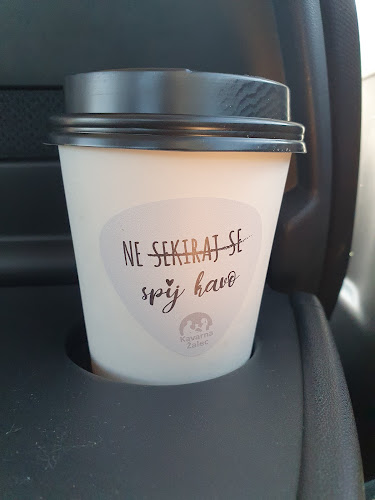 NE SEKIRAJ SE
spij kavo
Kavarna
Žalec